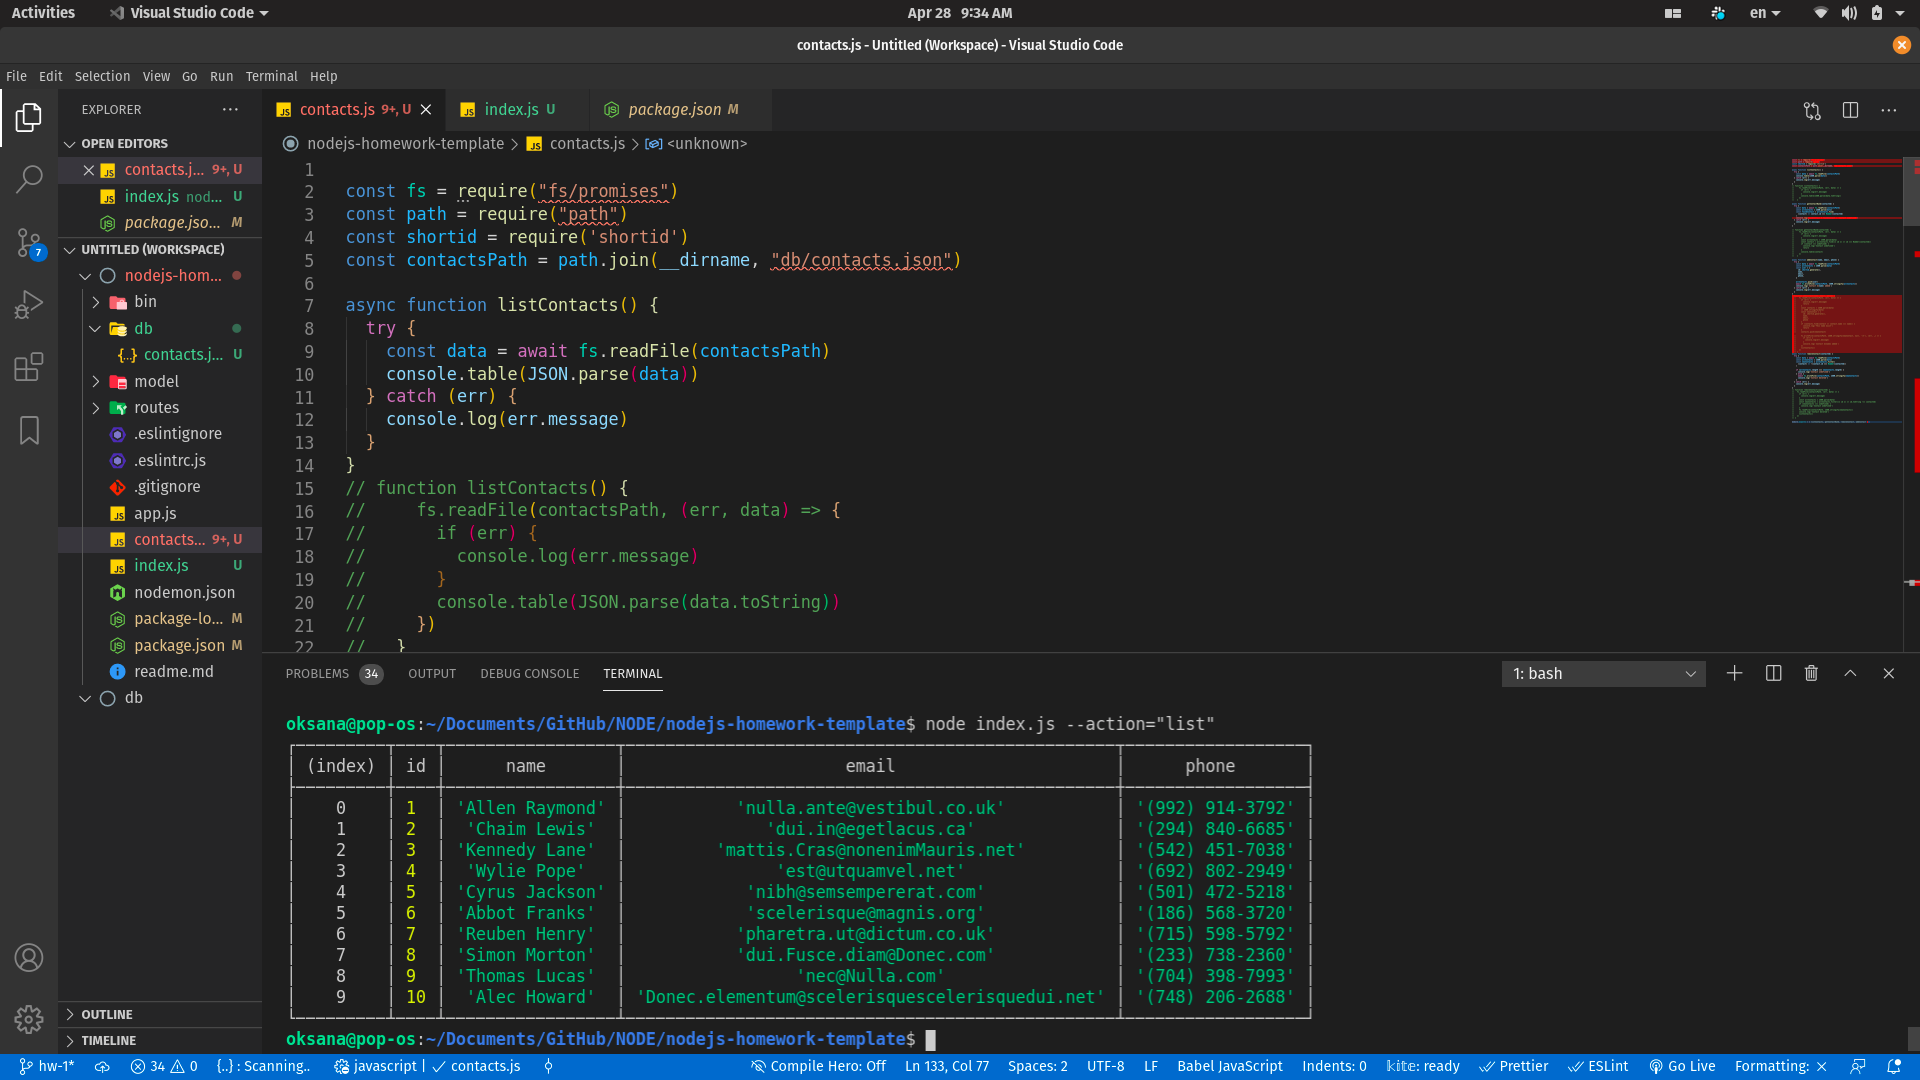 Activities
Visual Studio Code
Apr 28 9:34 AM
en
contacts.js - Untitled (Workspace) - Visual Studio Code
File Edit Selection View Go Run Terminal Help
EXPLORER
OPEN EDITORS
contacts.j... 9+, U
index.js nod... U
package.jso... M
UNTITLED (WORKSPACE)
nodejs-hom...
bin
db
contacts.j... U
model
routes
.eslintignore
.eslintrc.js
.gitignore
app.js
contacts... 9+, U
index.js U
nodemon.json
package-lo... M
package.json M
readme.md
db
OUTLINE
TIMELINE
7
contacts.js 9+, U
index.js U
package.json M
nodejs-homework-template > contacts.js > <unknown>
1
2 const fs = require("fs/promises")
3 const path = require("path")
4 const shortid = require('shortid')
5 const contactsPath = path.join(__dirname, "db/contacts.json")
6
7 async function listContacts() {
8 try {
9 const data = await fs.readFile(contactsPath)
10 console.table(JSON.parse(data))
11 } catch (err) {
12 console.log(err.message)
13 }
14 }
15 // function listContacts() {
16 // fs.readFile(contactsPath, (err, data) => {
17 // if (err) {
18 // console.log(err.message)
19 // }
20 // console.table(JSON.parse(data.toString))
21 // })
22 // }
PROBLEMS 34 OUTPUT DEBUG CONSOLE TERMINAL
1: bash
oksana@pop-os:~/Documents/GitHub/NODE/nodejs-homework-template$ node index.js --action="list"
(index) id name email phone
0 1 'Allen Raymond' 'nulla.ante@vestibul.co.uk' '(992) 914-3792'
1 2 'Chaim Lewis' 'dui.in@egetlacus.ca' '(294) 840-6685'
2 3 'Kennedy Lane' 'mattis.Cras@nonenimMauris.net' '(542) 451-7038'
3 4 'Wylie Pope' 'est@utquamvel.net' '(692) 802-2949'
4 5 'Cyrus Jackson' 'nibh@semsempererat.com' '(501) 472-5218'
5 6 'Abbot Franks' 'scelerisque@magnis.org' '(186) 568-3720'
6 7 'Reuben Henry' 'pharetra.ut@dictum.co.uk' '(715) 598-5792'
7 8 'Simon Morton' 'dui.Fusce.diam@Donec.com' '(233) 738-2360'
8 9 'Thomas Lucas' 'nec@Nulla.com' '(704) 398-7993'
9 10 'Alec Howard' 'Donec.elementum@scelerisquescelerisquedui.net' '(748) 206-2688'
oksana@pop-os:~/Documents/GitHub/NODE/nodejs-homework-template$
hw-1* 34 0 {..} : Scanning.. javascript | contacts.js Compile Hero: Off Ln 133, Col 77 Spaces: 2 UTF-8 LF Babel JavaScript Indents: 0 kite: ready Prettier ESLint Go Live Formatting: